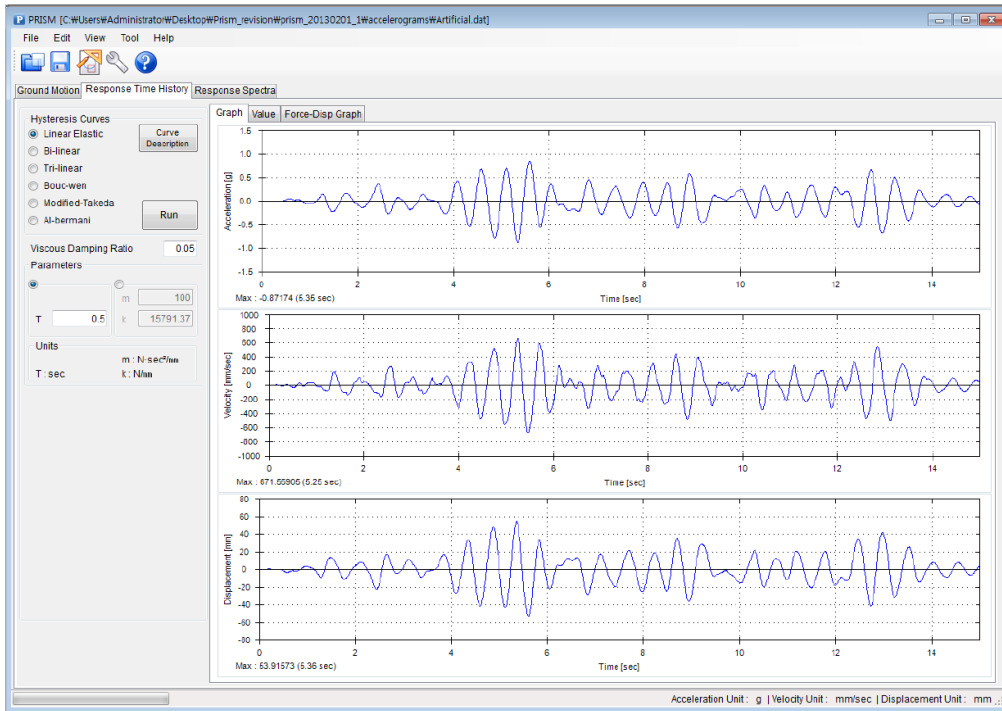 PRISM [C:₩Users₩Administrator₩Desktop₩Prism_revision₩prism_20130201_1₩accelerograms₩Artificial.dat]
File Edit View Tool Help
Ground Motion Response Time History Response Spectra
Hysteresis Curves
Linear Elastic
Curve Description
Bi-linear
Tri-linear
Bouc-wen
Modified-Takeda
Al-bermani
Run
Viscous Damping Ratio 0.05
Parameters
m 100
T 0.5 k 15791.37
Units
m : N·sec²/mm
T : sec k : N/mm
Graph Value Force-Disp Graph
Acceleration [g]
1.5
1.0
0.5
0.0
-0.5
-1.0
-1.5
0 2 4 6 8 10 12 14
Max : -0.87174 (5.35 sec) Time [sec]
Velocity [mm/sec]
1000
800
600
400
200
0
-200
-400
-600
-800
-1000
0 2 4 6 8 10 12 14
Max : 671.55905 (5.25 sec) Time [sec]
Displacement [mm]
80
60
40
20
0
-20
-40
-60
-80
0 2 4 6 8 10 12 14
Max : 53.91573 (5.36 sec) Time [sec]
Acceleration Unit : g | Velocity Unit : mm/sec | Displacement Unit : mm